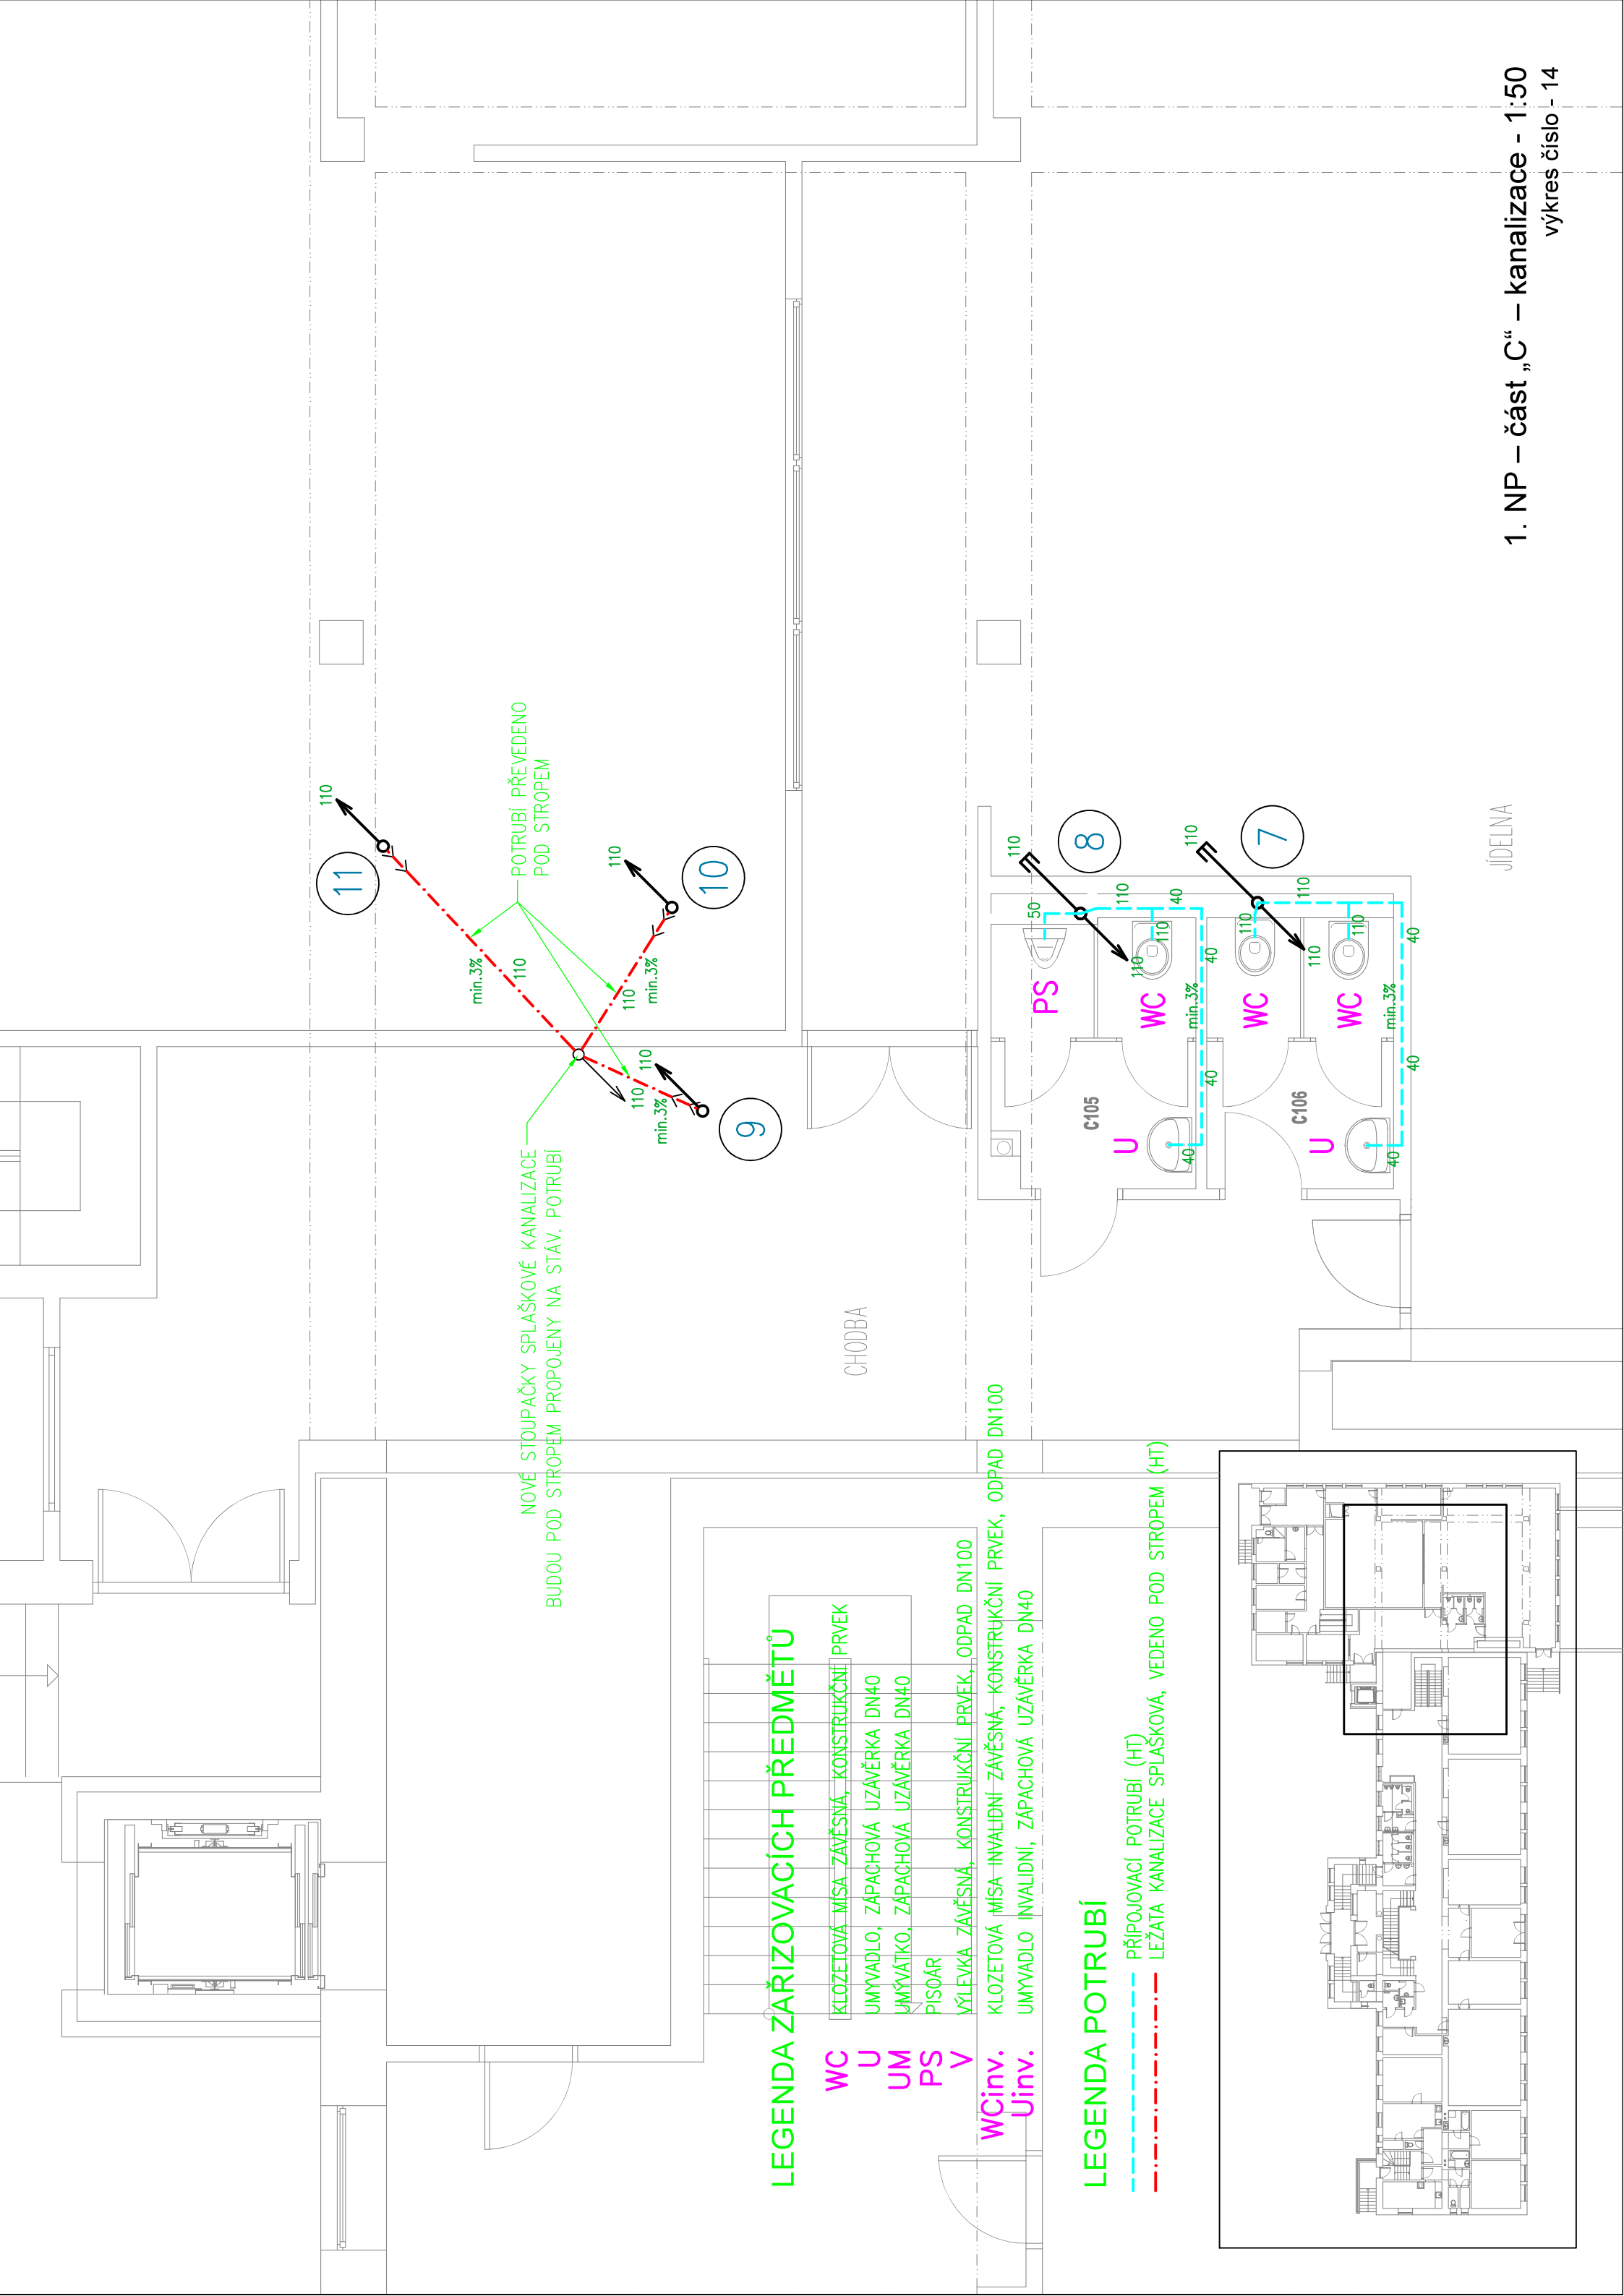 NOVÉ STOUPAČKY SPLAŠKOVÉ KANALIZACE
BUDOU POD STROPEM PROPOJENY NA STÁV. POTRUBÍ
POTRUBÍ PŘEVEDENO
POD STROPEM
11
110
min.3%
110
10
110
110
min.3%
9
110
110
min.3%
CHODBA
JÍDELNA
8
110
50
110
40
110
110
PS
WC
40
min.3%
40
U
40
C105
7
110
110
110
110
110
WC
WC
40
min.3%
40
U
40
C106
LEGENDA ZAŘIZOVACÍCH PŘEDMĚTŮ
WC KLOZETOVÁ MÍSA ZÁVĚSNÁ, KONSTRUKČNÍ PRVEK
U UMYVADLO, ZÁPACHOVÁ UZÁVĚRKA DN40
UM UMÝVÁTKO, ZÁPACHOVÁ UZÁVĚRKA DN40
PS PISOÁR
V VÝLEVKA ZÁVĚSNÁ, KONSTRUKČNÍ PRVEK, ODPAD DN100
WCinv. KLOZETOVÁ MÍSA INVALIDNÍ ZÁVĚSNÁ, KONSTRUKČNÍ PRVEK, ODPAD DN100
Uinv. UMYVADLO INVALIDNÍ, ZÁPACHOVÁ UZÁVĚRKA DN40
LEGENDA POTRUBÍ
PŘÍPOJOVACÍ POTRUBÍ (HT)
LEŽATÁ KANALIZACE SPLAŠKOVÁ, VEDENO POD STROPEM (HT)
1. NP – část „C“ – kanalizace - 1:50
výkres číslo - 14